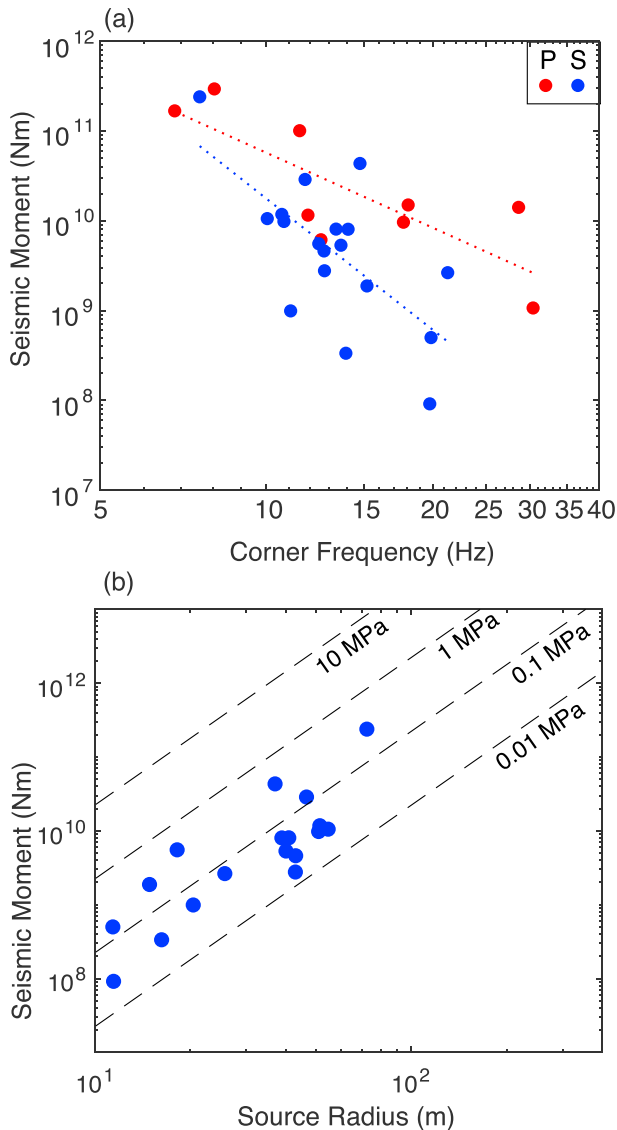 (a)
P S
10^12
10^11
10^10
10^9
10^8
10^7
Seismic Moment (Nm)
5 10 15 20 25 30 35 40
Corner Frequency (Hz)
(b)
10 MPa
1 MPa
0.1 MPa
0.01 MPa
10^12
10^10
10^8
Seismic Moment (Nm)
10^1 10^2
Source Radius (m)